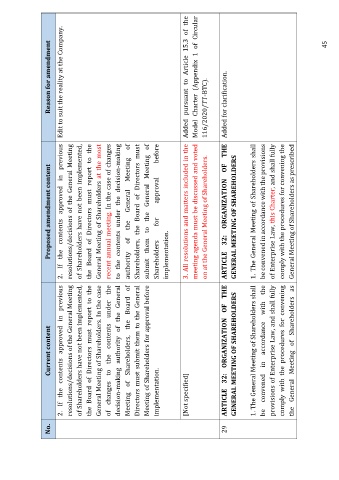 No.
Current content
Proposed amendment content
Reason for amendment
2. If the contents approved in previous
resolutions/decisions of the General Meeting
of Shareholders have not been implemented,
the Board of Directors must report to the
General Meeting of Shareholders. In the case
of changes to the contents under the
decision-making authority of the General
Meeting of Shareholders, the Board of
Directors must submit them to the General
Meeting of Shareholders for approval before
implementation.
2. If the contents approved in previous
resolutions/decisions of the General Meeting
of Shareholders have not been implemented,
the Board of Directors must report to the
General Meeting of Shareholders at the most
recent annual meeting. In the case of changes
to the contents under the decision-making
authority of the General Meeting of
Shareholders, the Board of Directors must
submit them to the General Meeting of
Shareholders for approval before
implementation.
Edit to suit the reality at the Company.
[Not specified]
3. All resolutions and matters included in the
meeting agenda must be discussed and voted
on at the General Meeting of Shareholders.
Added pursuant to Article 15.3 of the
Model Charter (Appendix 1 of Circular
116/2020/TT-BTC).
29
ARTICLE 32: ORGANIZATION OF THE
GENERAL MEETING OF SHAREHOLDERS
1. The General Meeting of Shareholders shall
be convened in accordance with the
provisions of Enterprise Law, and shall fully
comply with the procedures for convening
the General Meeting of Shareholders as
ARTICLE 32: ORGANIZATION OF THE
GENERAL MEETING OF SHAREHOLDERS
1. The General Meeting of Shareholders shall
be convened in accordance with the provisions
of Enterprise Law, this Charter, and shall fully
comply with the procedures for convening the
General Meeting of Shareholders as prescribed
Added for clarification.
45